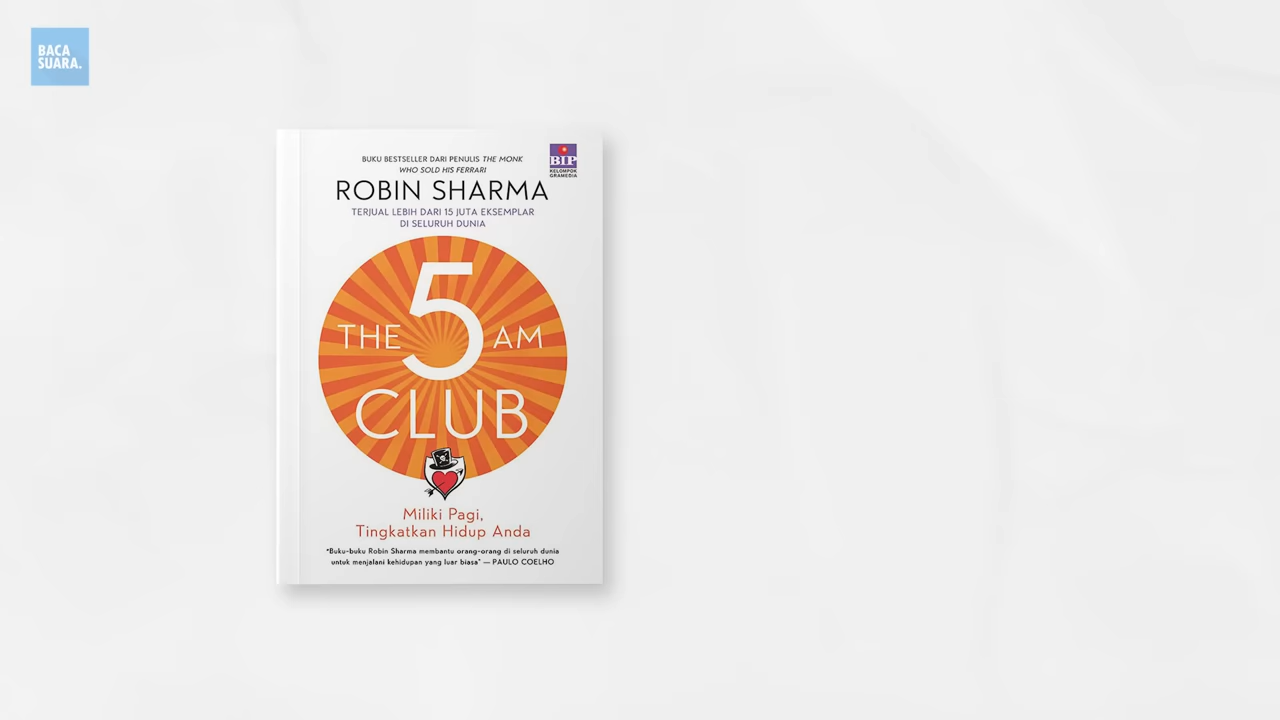 BACA
SUARA.
BUKU BESTSELLER DARI PENULIS THE MONK
WHO SOLD HIS FERRARI
BIP
KELOMPOK
GRAMEDIA
ROBIN SHARMA
TERJUAL LEBIH DARI 15 JUTA EKSEMPLAR
DI SELURUH DUNIA
THE 5 AM
CLUB
Miliki Pagi,
Tingkatkan Hidup Anda
"Buku-buku Robin Sharma membantu orang-orang di seluruh dunia
untuk menjalani kehidupan yang luar biasa" — PAULO COELHO